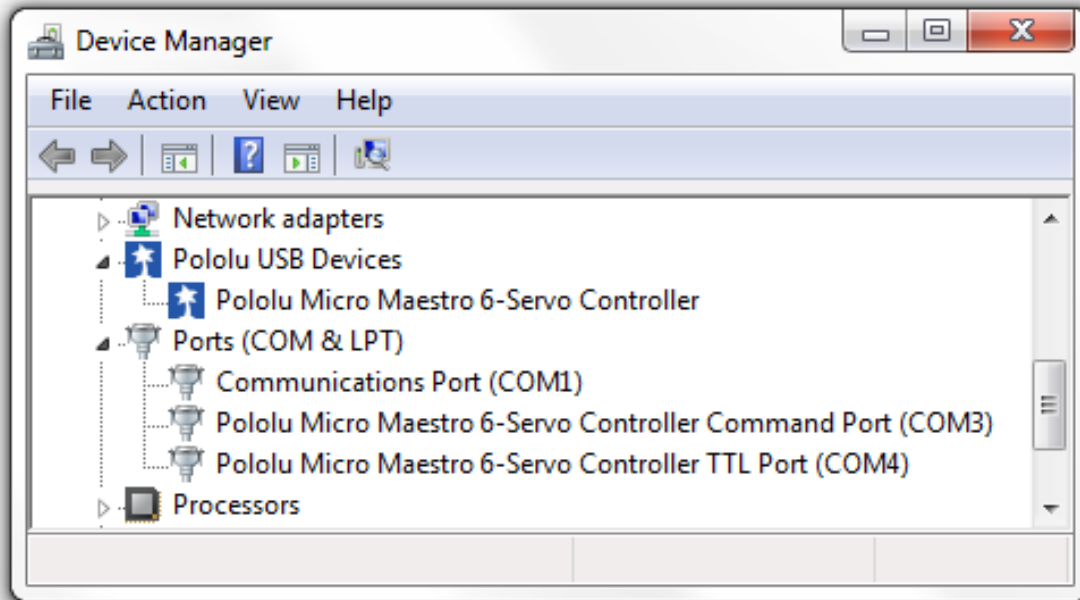 Device Manager
File Action View Help
Network adapters
Pololu USB Devices
Pololu Micro Maestro 6-Servo Controller
Ports (COM & LPT)
Communications Port (COM1)
Pololu Micro Maestro 6-Servo Controller Command Port (COM3)
Pololu Micro Maestro 6-Servo Controller TTL Port (COM4)
Processors